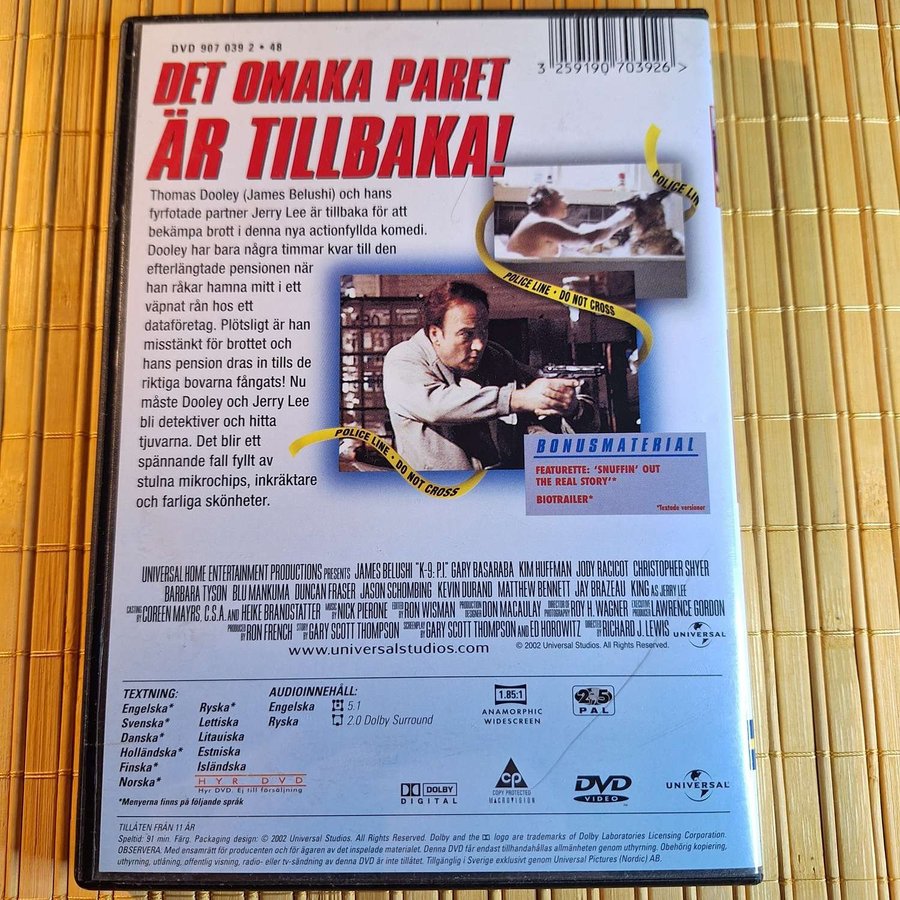 DVD 907 039 2 • 48
3 259190 703926 >
DET OMAKA PARET
ÄR TILLBAKA!
Thomas Dooley (James Belushi) och hans
fyrfotade partner Jerry Lee är tillbaka för att
bekämpa brott i denna nya actionfyllda komedi.
Dooley har bara några timmar kvar till den
efterlängtade pensionen när
han råkar hamna mitt i ett
väpnat rån hos ett
dataföretag. Plötsligt är han
misstänkt för brottet och
hans pension dras in tills de
riktiga bovarna fångats! Nu
måste Dooley och Jerry Lee
bli detektiver och hitta
tjuvarna. Det blir ett
spännande fall fyllt av
stulna mikrochips, inkräktare
och farliga skönheter.
POLICE LIN
POLICE LINE • DO NOT CROSS
POLICE LINE • DO NOT CROSS
BONUSMATERIAL
FEATURETTE: 'SNUFFIN' OUT
THE REAL STORY'*
BIOTRAILER*
*Textade versioner
UNIVERSAL HOME ENTERTAINMENT PRODUCTIONS PRESENTS JAMES BELUSHI "K-9: P.I." GARY BASARABA KIM HUFFMAN JODY RACICOT CHRISTOPHER SHYER
BARBARA TYSON BLU MANKUMA DUNCAN FRASER JASON SCHOMBING KEVIN DURAND MATTHEW BENNETT JAY BRAZEAU KING AS JERRY LEE
CASTING BY COREEN MAYRS, C.S.A. AND HEIKE BRANDSTATTER MUSIC BY NICK PIERONE EDITED BY RON WISMAN PRODUCTION DESIGNER DON MACAULAY DIRECTOR OF PHOTOGRAPHY ROY H. WAGNER EXECUTIVE PRODUCER LAWRENCE GORDON
PRODUCED BY RON FRENCH STORY BY GARY SCOTT THOMPSON SCREENPLAY BY GARY SCOTT THOMPSON AND ED HOROWITZ DIRECTED BY RICHARD J. LEWIS UNIVERSAL
www.universalstudios.com © 2002 Universal Studios. All Rights Reserved.
TEXTNING:
Engelska* Ryska*
Svenska* Lettiska
Danska* Litauiska
Holländska* Estniska
Finska* Isländska
Norska*
HYR DVD
Hyr DVD. Ej till försäljning
*Menyerna finns på följande språk
AUDIOINNEHÅLL:
Engelska 5.1
Ryska 2.0 Dolby Surround
1.85:1
ANAMORPHIC
WIDESCREEN
2 5
PAL
DOLBY
DIGITAL
CP
COPY PROTECTED
MACROVISION
DVD
VIDEO
UNIVERSAL
TILLÅTEN FRÅN 11 ÅR
Speltid: 91 min. Färg. Packaging design: © 2002 Universal Studios. All Rights Reserved. Dolby and the logo are trademarks of Dolby Laboratories Licensing Corporation.
OBSERVERA. Med ensamrätt för producenten och för ägaren av det inspelade materialet. Denna DVD får endast tillhandahållas allmänheten genom uthyrning. Obehörig kopiering,
uthyrning, utlåning, offentlig visning, radio- eller tv-sändning av denna DVD är inte tillåtet. Tillgänglig i Sverige exklusivt genom Universal Pictures (Nordic) AB.